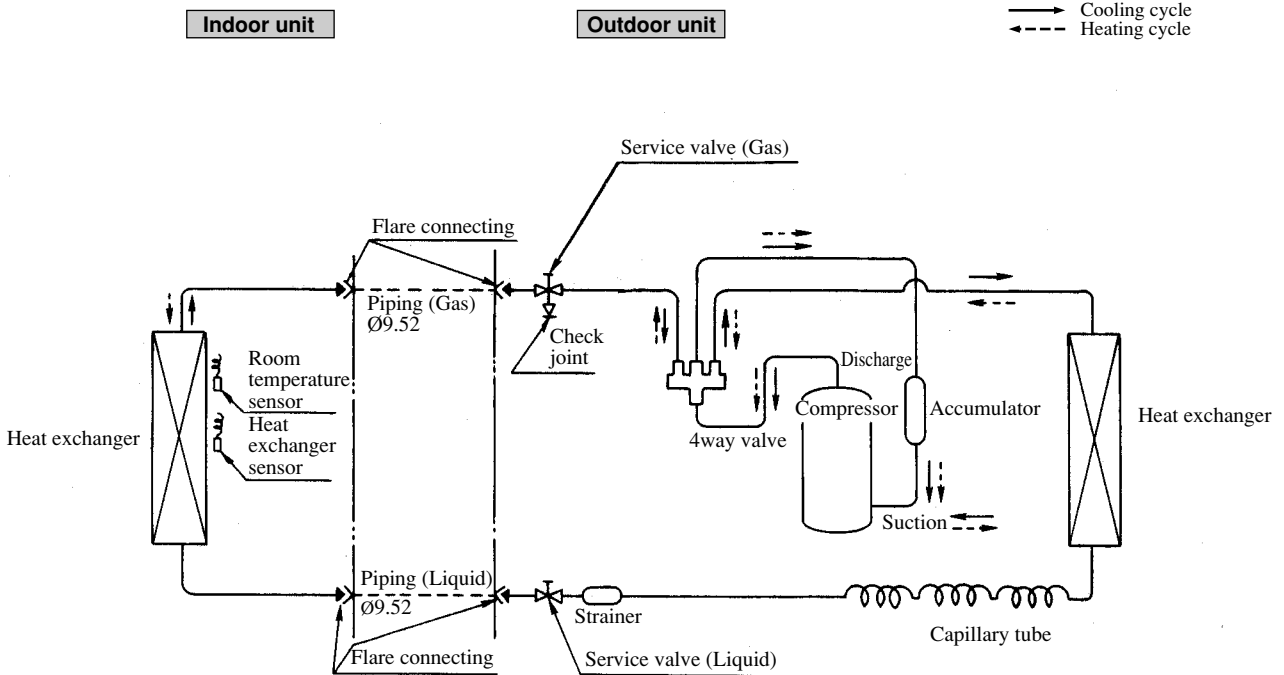 Indoor unit
Outdoor unit
Cooling cycle
Heating cycle
Service valve (Gas)
Flare connecting
Piping (Gas)
Ø9.52
Check
joint
Room
temperature
sensor
Heat
exchanger
sensor
Heat exchanger
Discharge
Compressor
Accumulator
4way valve
Heat exchanger
Suction
Piping (Liquid)
Ø9.52
Strainer
Capillary tube
Flare connecting
Service valve (Liquid)